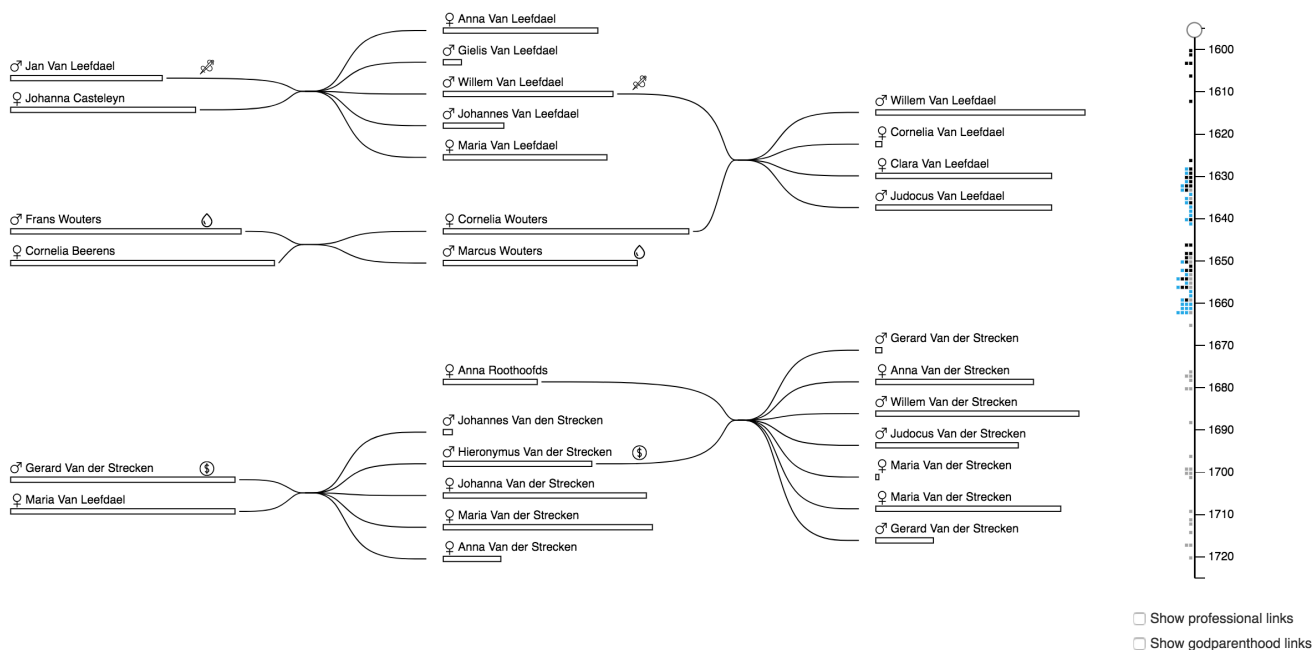 Anna Van Leefdael
Gielis Van Leefdael
Jan Van Leefdael
Willem Van Leefdael
Johanna Casteleyn
Johannes Van Leefdael
Maria Van Leefdael
Willem Van Leefdael
Cornelia Van Leefdael
Clara Van Leefdael
Judocus Van Leefdael
Frans Wouters
Cornelia Wouters
Cornelia Beerens
Marcus Wouters
Anna Roothoofds
Johannes Van den Strecken
Gerard Van der Strecken
$
Hieronymus Van der Strecken
$
Maria Van Leefdael
Johanna Van der Strecken
Maria Van der Strecken
Anna Van der Strecken
Gerard Van der Strecken
Anna Van der Strecken
Willem Van der Strecken
Judocus Van der Strecken
Maria Van der Strecken
Maria Van der Strecken
Gerard Van der Strecken
1600
1610
1620
1630
1640
1650
1660
1670
1680
1690
1700
1710
1720
Show professional links
Show godparenthood links